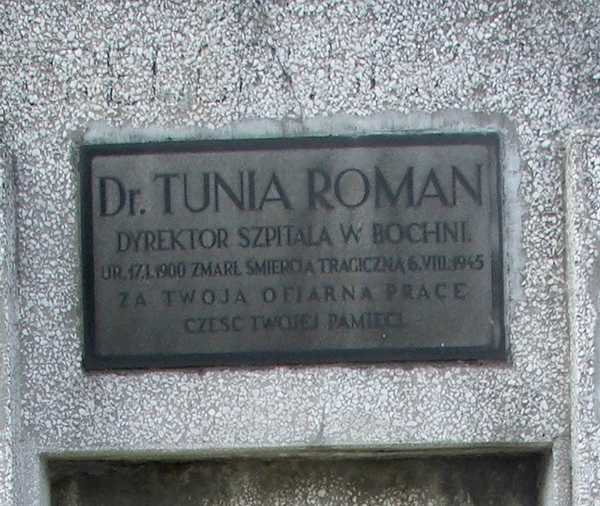 Dr. TUNIA ROMAN
DYREKTOR SZPITALA W BOCHNI.
UR. 17.I.1900 ZMARŁ ŚMIERCIĄ TRAGICZNĄ 6.VIII.1945
ZA TWOJĄ OFIARNĄ PRACĘ
CZEŚĆ TWOJEJ PAMIĘCI.